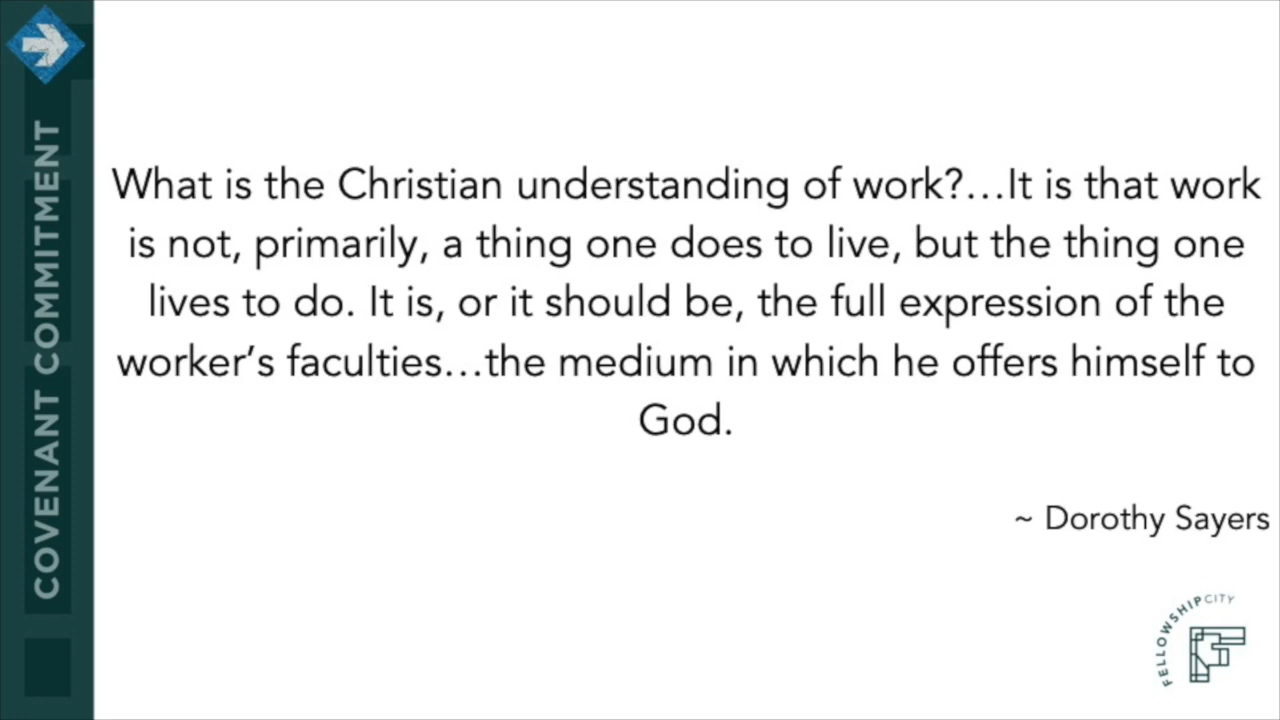 COVENANT COMMITMENT
What is the Christian understanding of work?...It is that work
is not, primarily, a thing one does to live, but the thing one
lives to do. It is, or it should be, the full expression of the
worker’s faculties...the medium in which he offers himself to
God.
~ Dorothy Sayers
FELLOWSHIPCITY